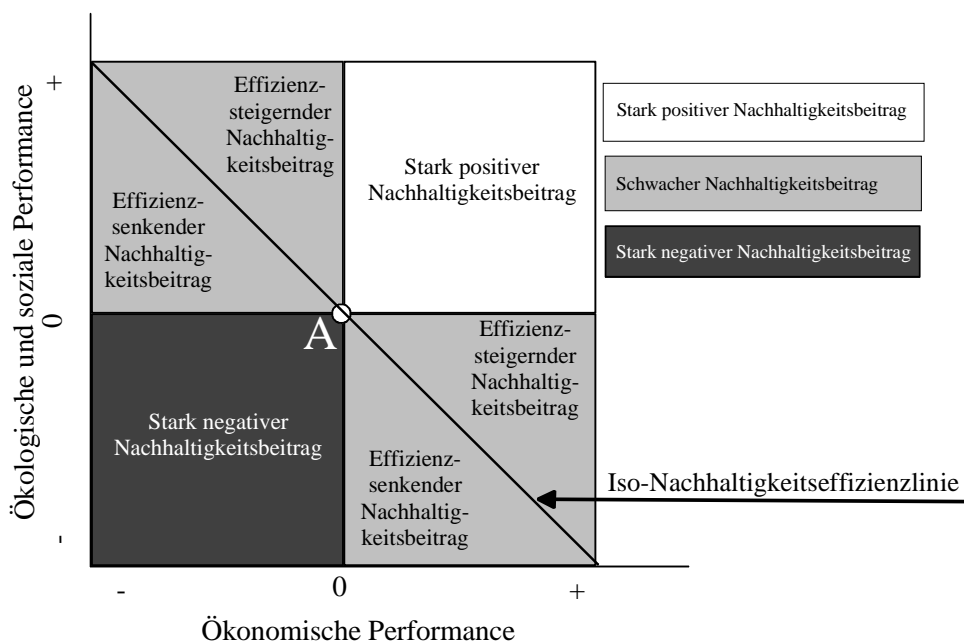 Ökologische und soziale Performance
+
0
-
Effizienz-
steigernder
Nachhaltig-
keitsbeitrag
Effizienz-
senkender
Nachhaltig-
keitsbeitrag
Stark positiver
Nachhaltigkeitsbeitrag
A
Stark negativer
Nachhaltigkeitsbeitrag
Effizienz-
steigernder
Nachhaltig-
keitsbeitrag
Effizienz-
senkender
Nachhaltig-
keitsbeitrag
Stark positiver Nachhaltigkeitsbeitrag
Schwacher Nachhaltigkeitsbeitrag
Stark negativer Nachhaltigkeitsbeitrag
Iso-Nachhaltigkeitseffizienzlinie
-
0
+
Ökonomische Performance